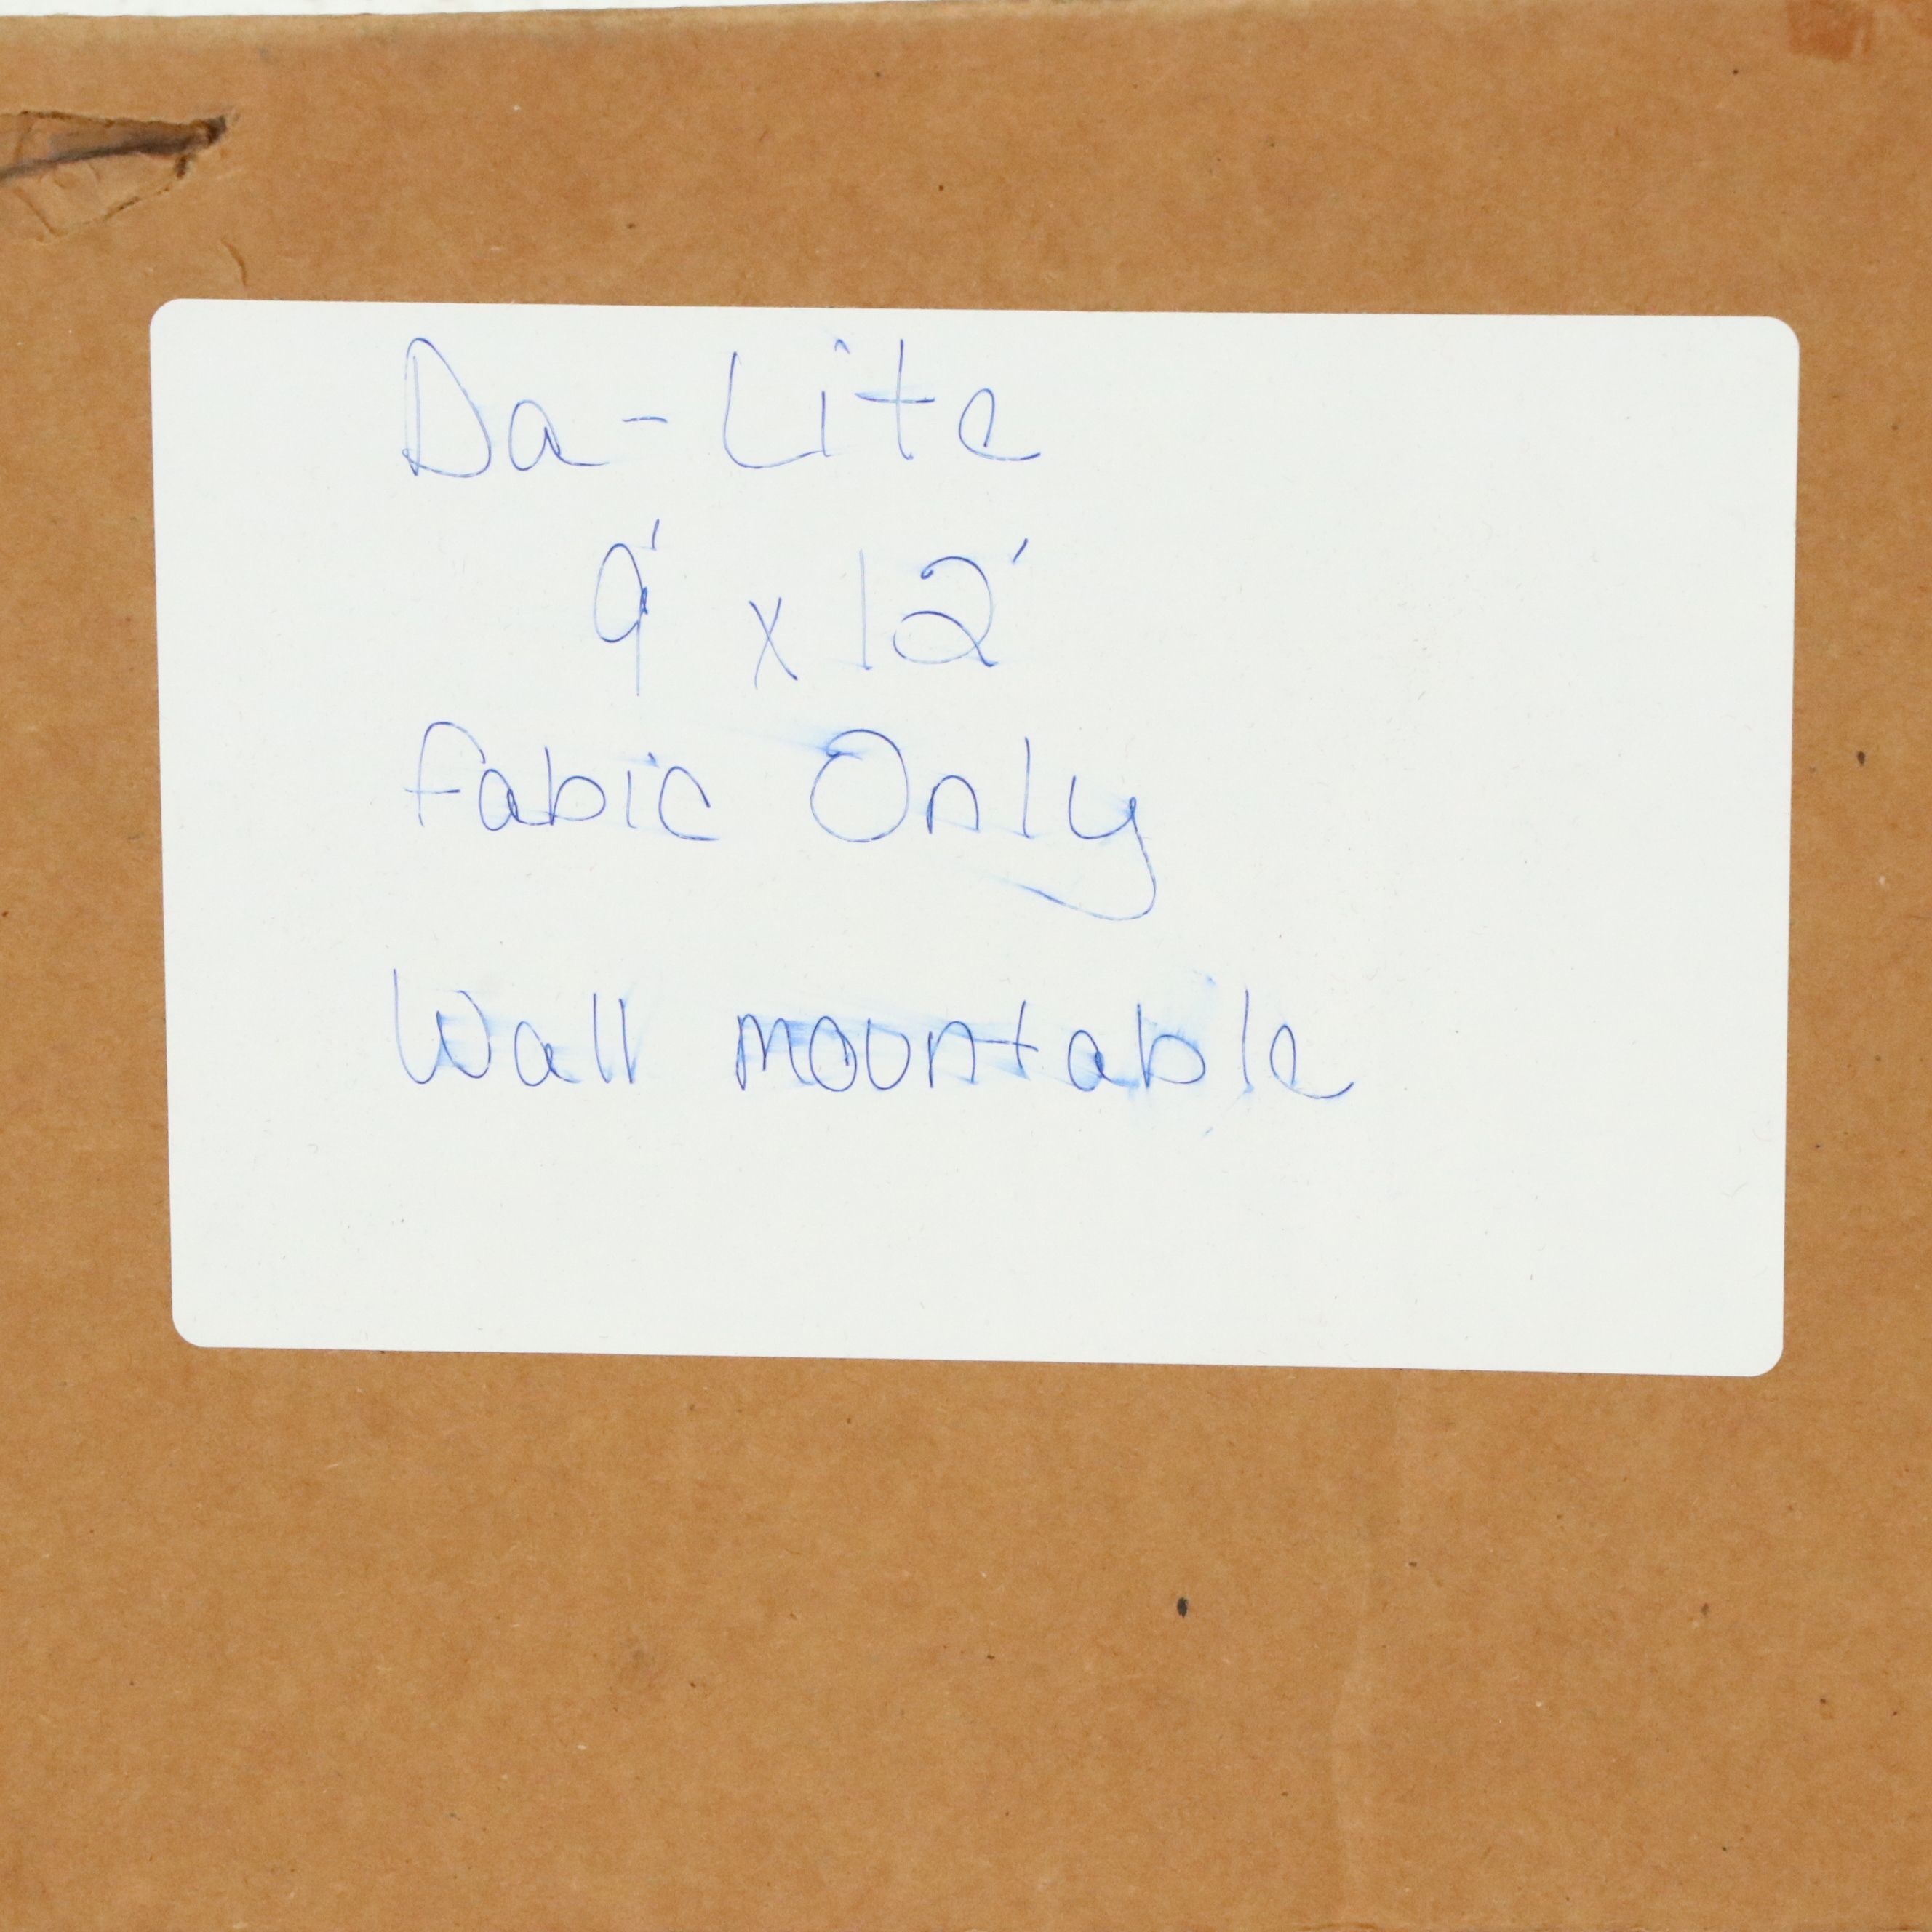 Da-Lite
9' x 12'
Fabic Only
Wall mountable